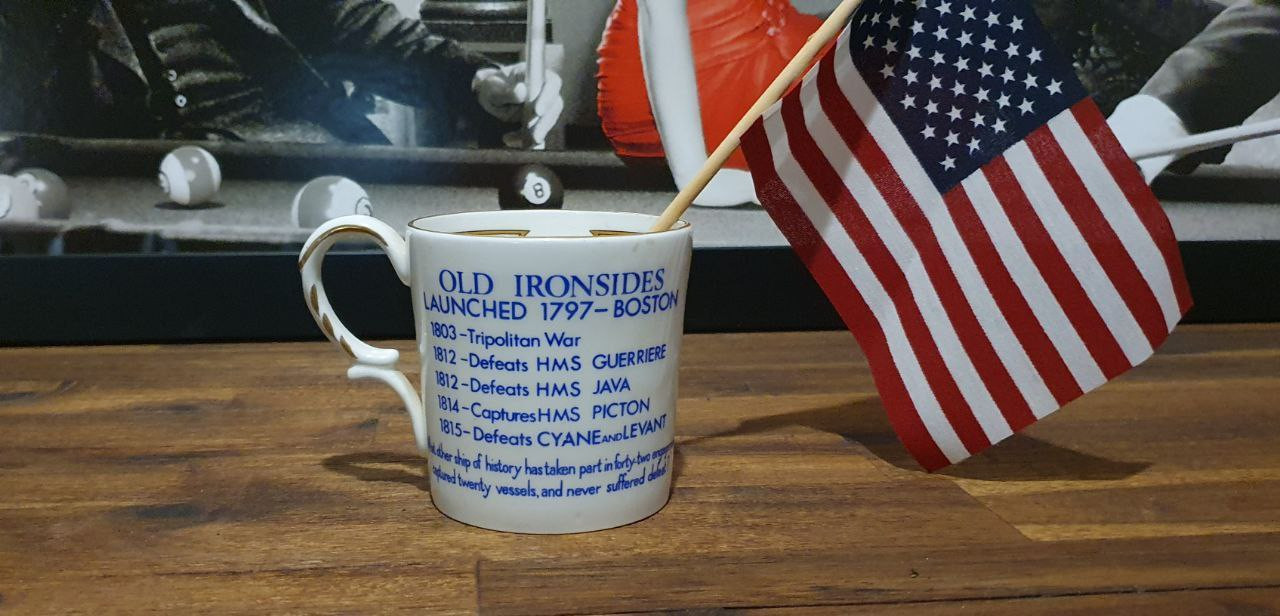 8
OLD IRONSIDES
LAUNCHED 1797-BOSTON
1803-Tripolitan War
1812-Defeats HMS GUERRIERE
1812-Defeats HMS JAVA
1814-Captures HMS PICTON
1815-Defeats CYANE AND LEVANT
other ship of history has taken part in forty-two
twenty vessels, and never suffered defeat